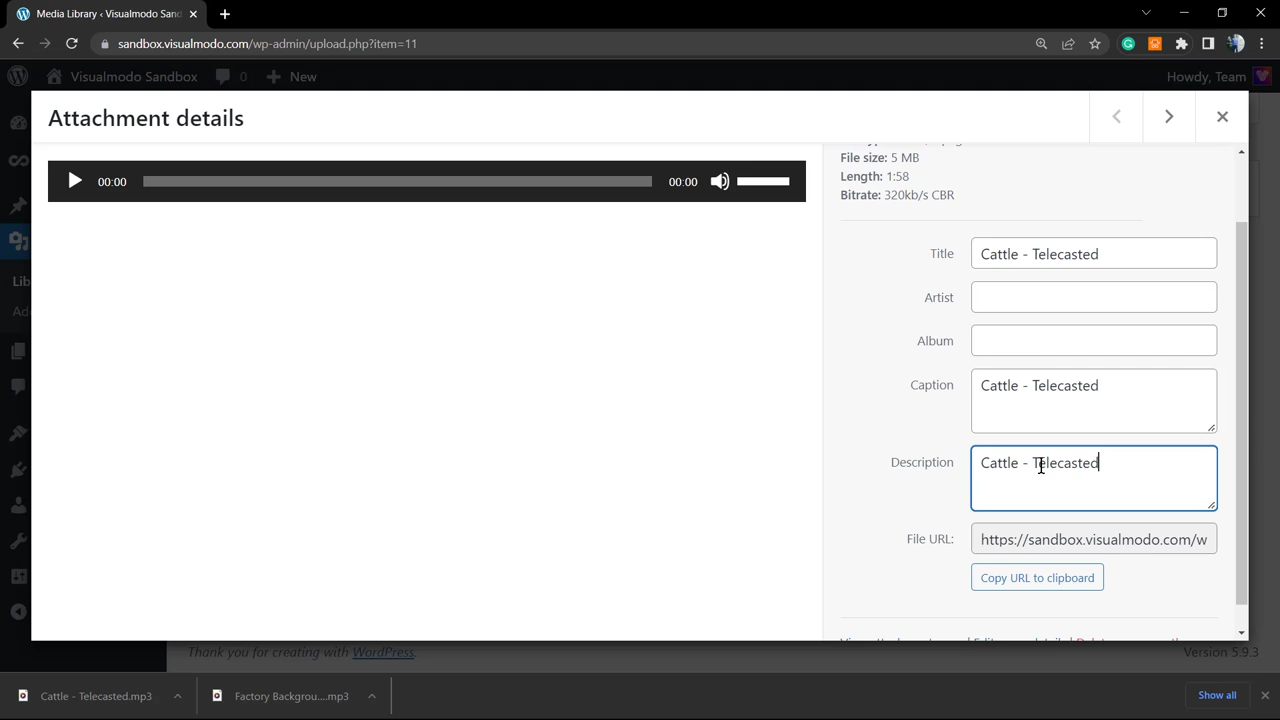 Media Library ‹ Visualmodo Sand
sandbox.visualmodo.com/wp-admin/upload.php?item=11
Visualmodo Sandbox 0 New Howdy, Team
Attachment details
00:00 00:00
File size: 5 MB
Length: 1:58
Bitrate: 320kb/s CBR
Title Cattle - Telecasted
Artist
Album
Caption Cattle - Telecasted
Description Cattle - Telecasted
File URL: https://sandbox.visualmodo.com/w
Copy URL to clipboard
Lib
Thank you for creating with WordPress. Version 5.9.3
Cattle - Telecasted.mp3 Factory Backgrou....mp3 Show all